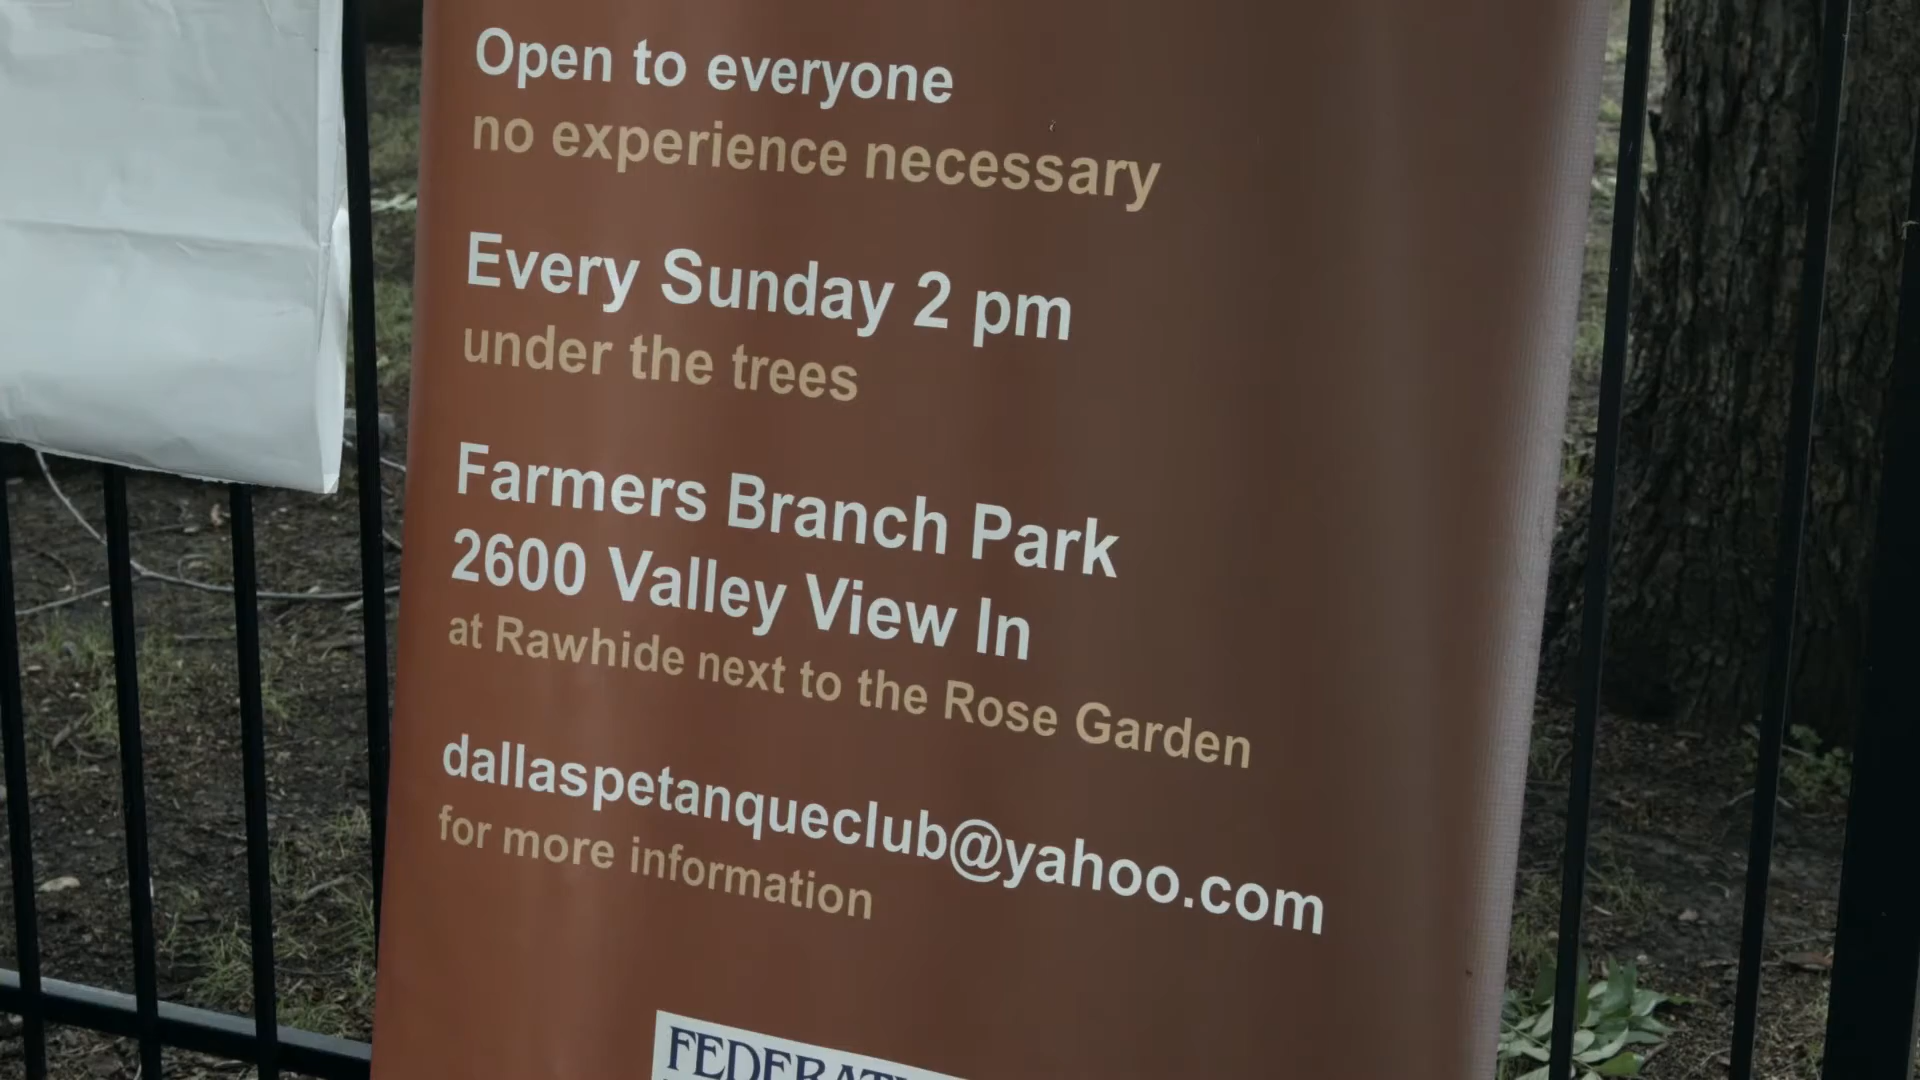 Open to everyone
no experience necessary
Every Sunday 2 pm
under the trees
Farmers Branch Park
2600 Valley View ln
at Rawhide next to the Rose Garden
dallaspetanqueclub@yahoo.com
for more information